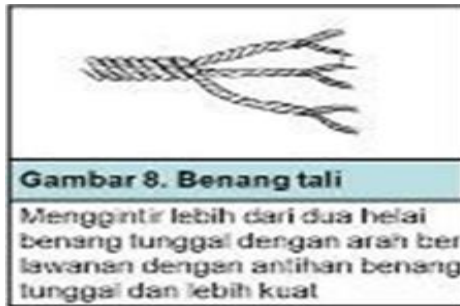 Gambar 8. Benang tali
Menggintir lebih dari dua helai
benang tunggal dengan arah ber
lawanan dengan antihan benang
tunggal dan lebih kuat